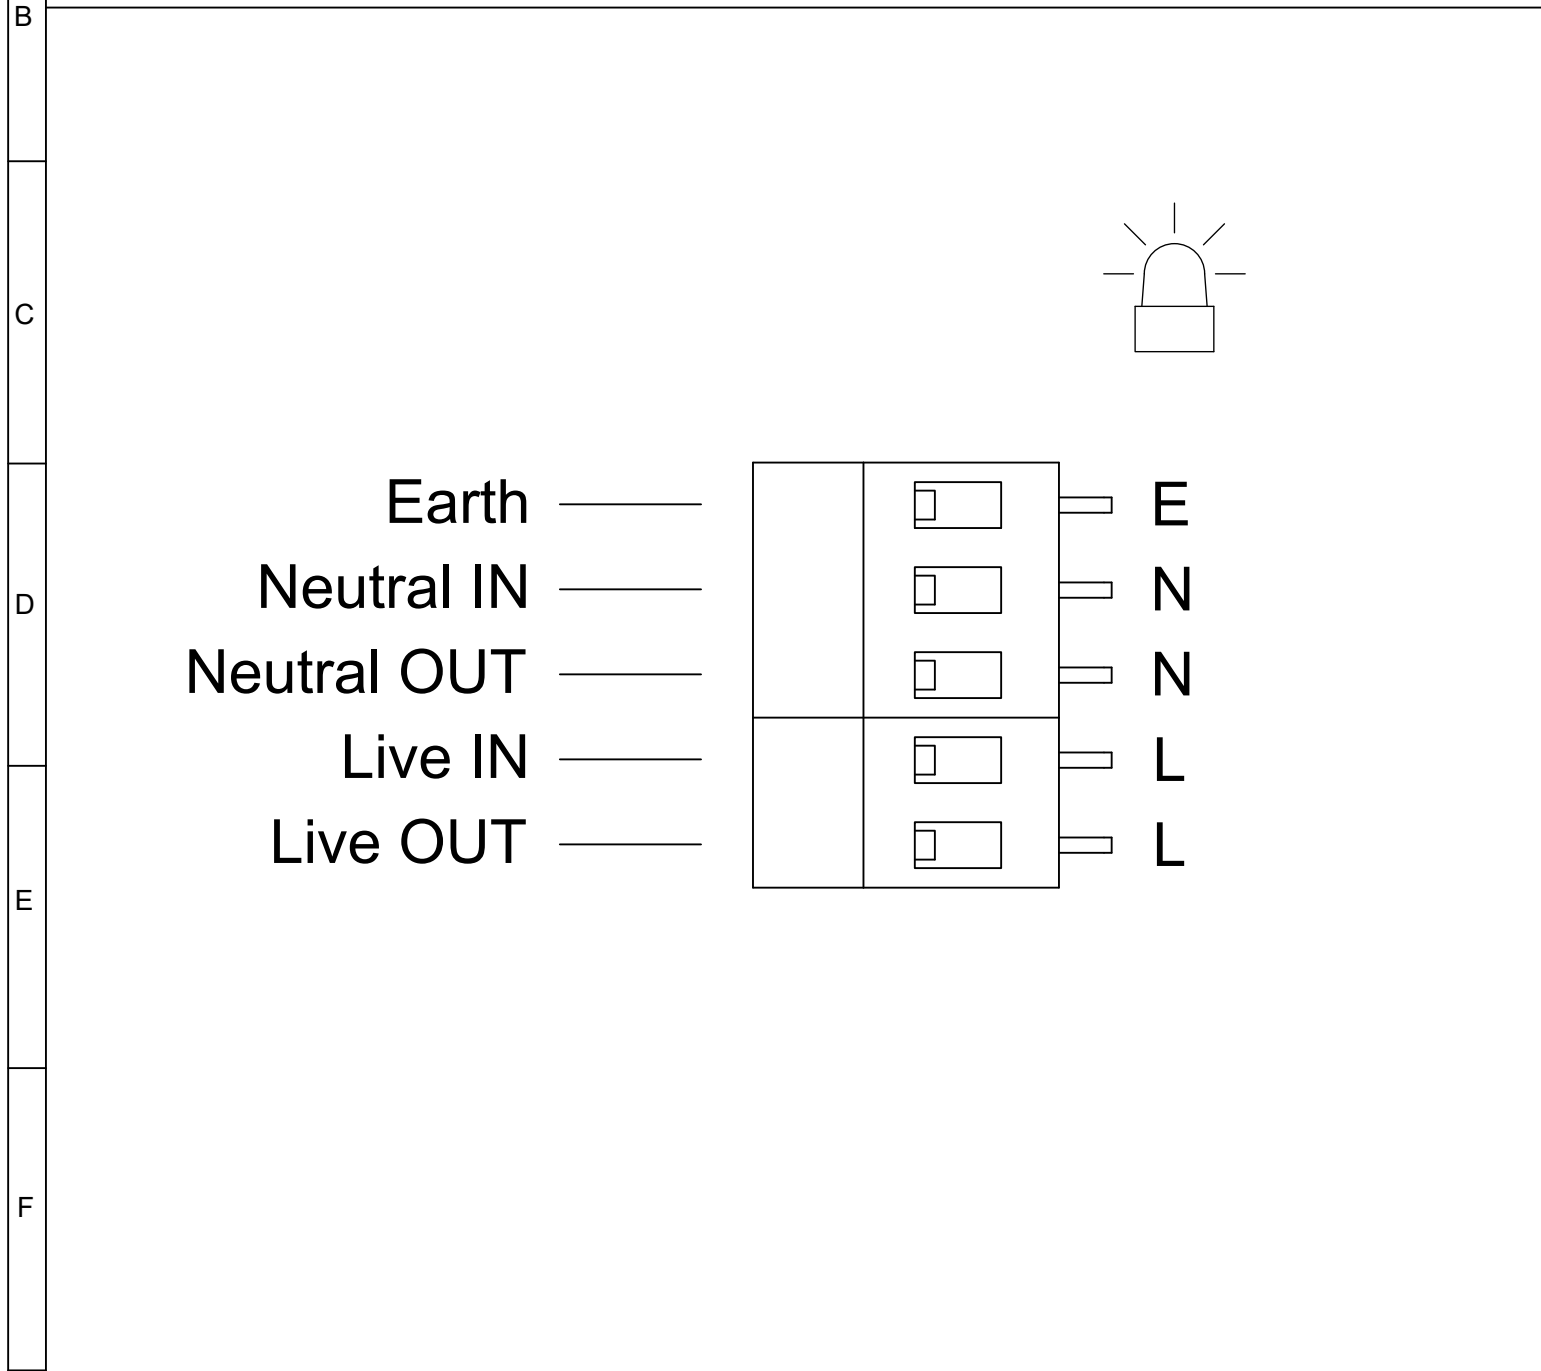 B
C
Earth E
Neutral IN N
D
Neutral OUT N
Live IN L
Live OUT L
E
F